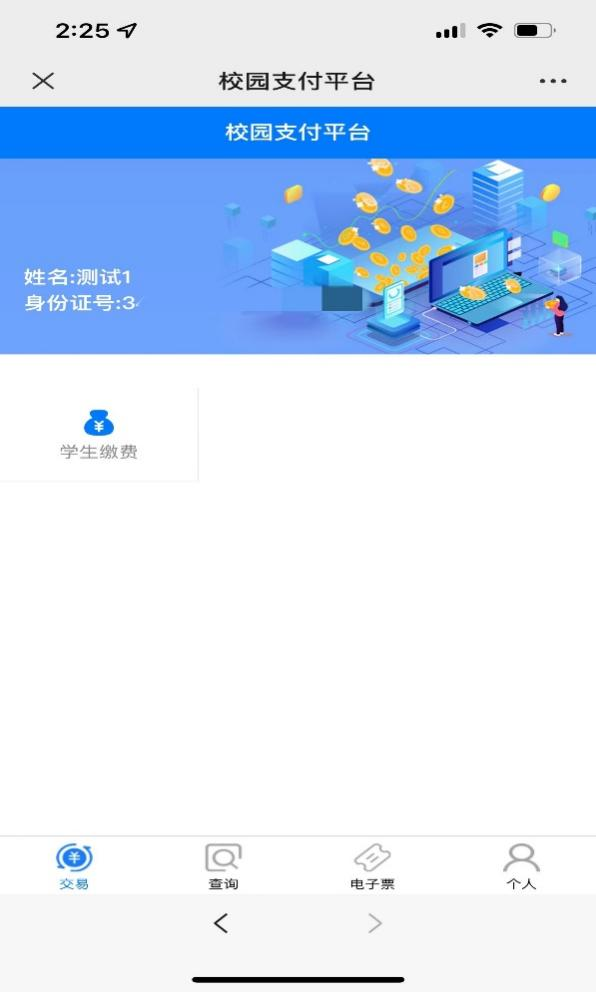 2:25
校园支付平台
校园支付平台
姓名:测试1
身份证号:3
学生缴费
交易
查询
电子票
个人